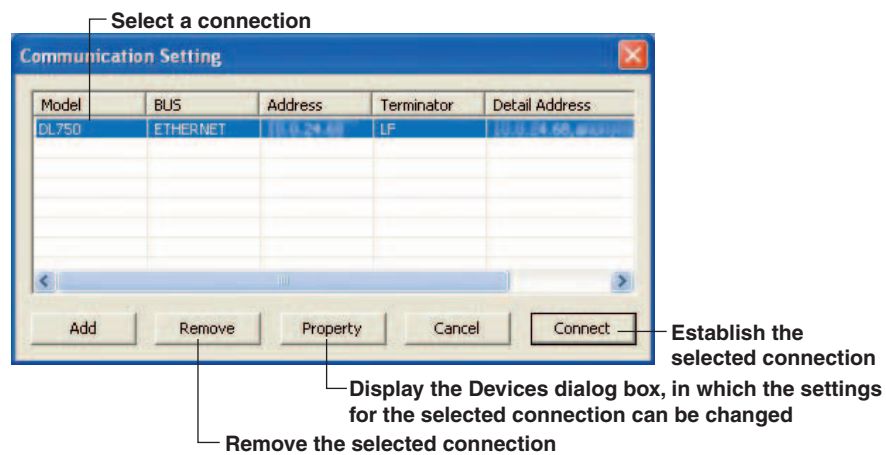 Select a connection
Communication Setting
Model BUS Address Terminator Detail Address
DL750 ETHERNET LF
Add Remove Property Cancel Connect
Establish the
selected connection
Display the Devices dialog box, in which the settings
for the selected connection can be changed
Remove the selected connection